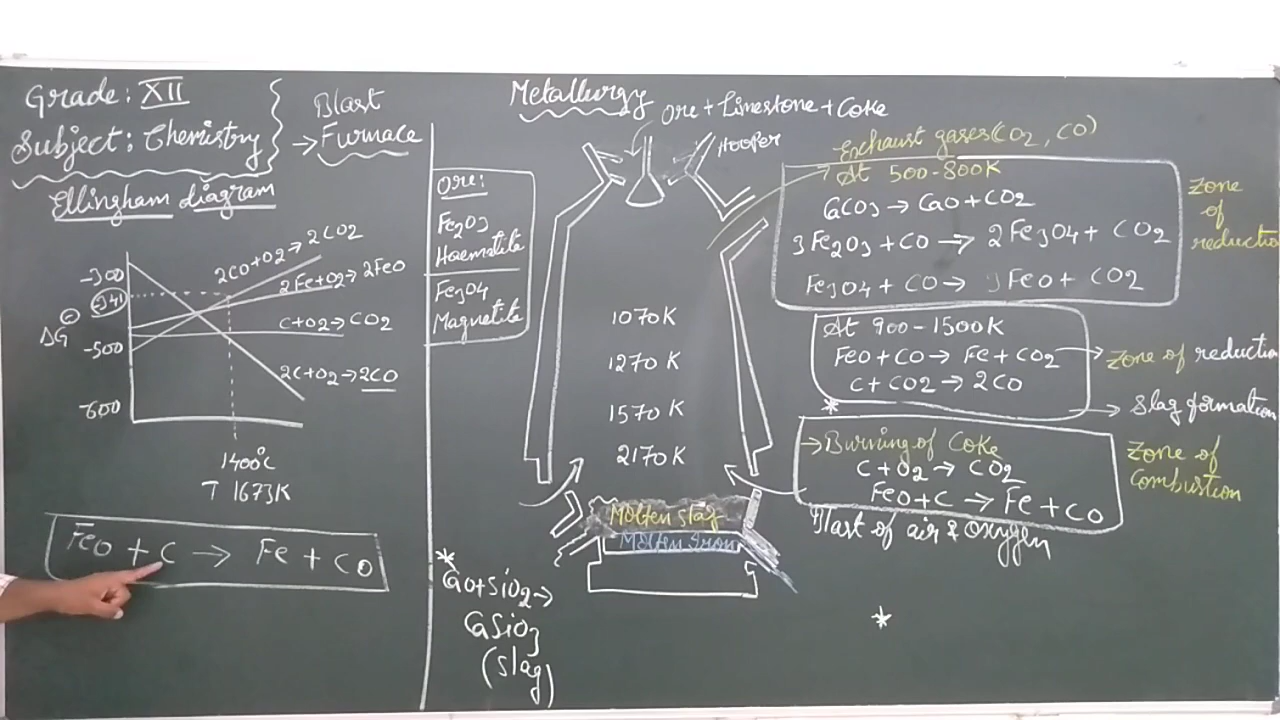 Grade: XII
Subject: Chemistry
→ Blast
Furnace
Ellingham diagram
-300
-341
ΔG⊖
-500
-600
2CO+O2→2CO2
2Fe+O2→2FeO
C+O2→CO2
2C+O2→2CO
1400°C
T 1673K
FeO + C → Fe + CO
Ore:
Fe2O3
Haematite
Fe3O4
Magnetite
Metallurgy
Ore + Limestone + Coke
Hooper
1070K
1270 K
1570 K
2170 K
Molten slag
Molten Iron
*
CaO+SiO2→
CaSiO3
(slag)
Exhaust gases(CO2, CO)
At 500-800K
CaCO3 → CaO + CO2
3Fe2O3 + CO → 2Fe3O4 + CO2
Fe3O4 + CO → 3FeO + CO2
Zone
of
reduction
At 900-1500K
FeO + CO → Fe + CO2 → Zone of reduction
C + CO2 → 2CO
* → Slag formation
→ Burning of Coke
C + O2 → CO2
FeO + C → Fe + CO
Zone of
Combustion
Blast of air & Oxygen
*